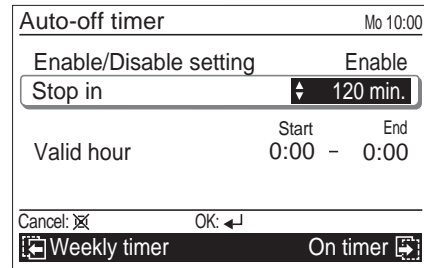 Auto-off timer Mo 10:00
Enable/Disable setting Enable
Stop in 120 min.
Start End
Valid hour 0:00 – 0:00
Cancel: OK:
Weekly timer On timer